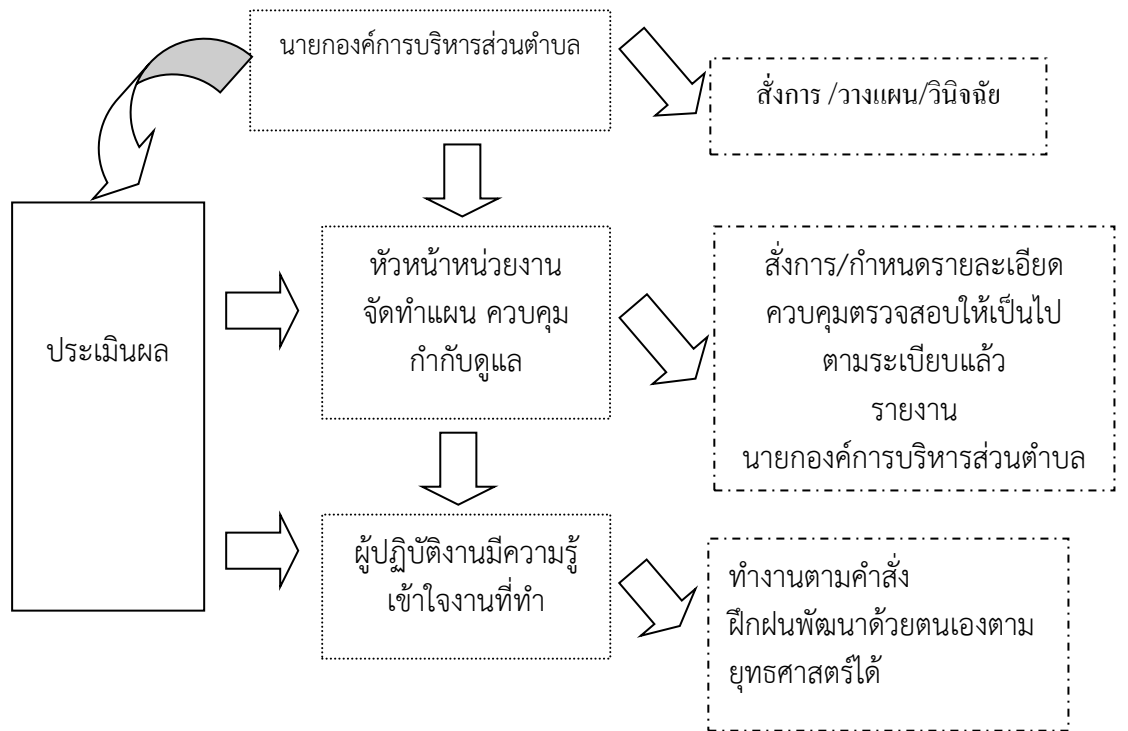 นายกองค์การบริหารส่วนตำบล
สั่งการ /วางแผน/วินิจฉัย
หัวหน้าหน่วยงาน
จัดทำแผน ควบคุม
กำกับดูแล
สั่งการ/กำหนดรายละเอียด
ควบคุมตรวจสอบให้เป็นไป
ตามระเบียบแล้ว
รายงาน
นายกองค์การบริหารส่วนตำบล
ประเมินผล
ผู้ปฏิบัติงานมีความรู้
เข้าใจงานที่ทำ
ทำงานตามคำสั่ง
ฝึกฝนพัฒนาด้วยตนเองตาม
ยุทธศาสตร์ได้